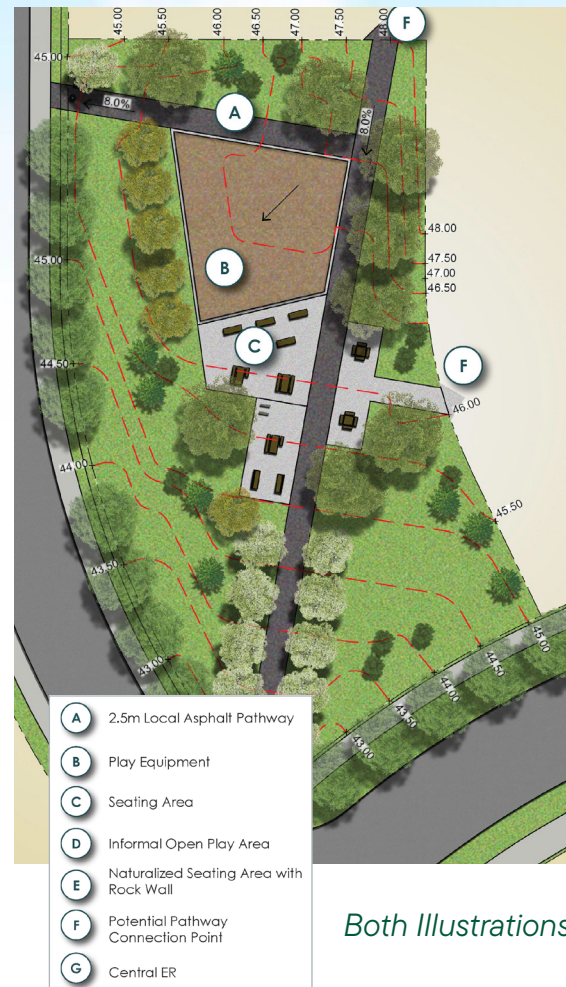 45.00
45.50
46.00
46.50
47.00
47.50
48.00
F
45.00
8.0%
A
8.0%
B
48.00
47.50
47.00
46.50
45.00
C
F
44.50
46.00
44.00
45.50
43.50
45.00
43.00
44.50
44.00
43.50
43.00
A 2.5m Local Asphalt Pathway
B Play Equipment
C Seating Area
D Informal Open Play Area
E Naturalized Seating Area with
Rock Wall
F Potential Pathway
Connection Point
G Central ER
Both Illustrations